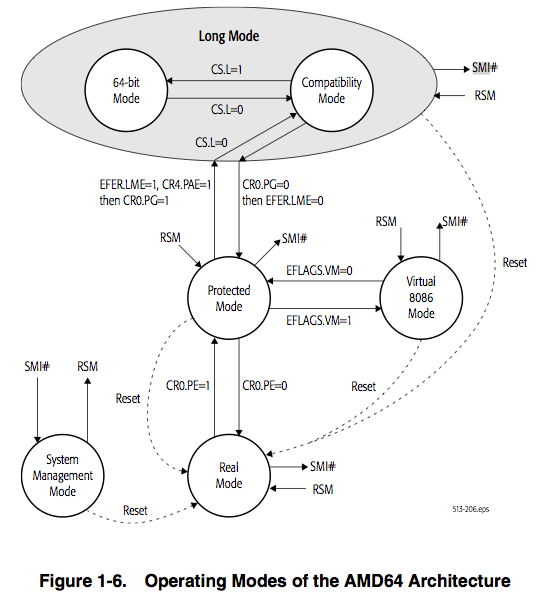 Long Mode
64-bit
Mode
CS.L=1
CS.L=0
Compatibility
Mode
SMI#
RSM
CS.L=0
EFER.LME=1, CR4.PAE=1
then CR0.PG=1
CR0.PG=0
then EFER.LME=0
RSM
SMI#
RSM
SMI#
Reset
Protected
Mode
EFLAGS.VM=0
EFLAGS.VM=1
Virtual
8086
Mode
SMI#
RSM
Reset
CR0.PE=1
CR0.PE=0
Reset
System
Management
Mode
Reset
Real
Mode
SMI#
RSM
513-206.eps
Figure 1-6. Operating Modes of the AMD64 Architecture